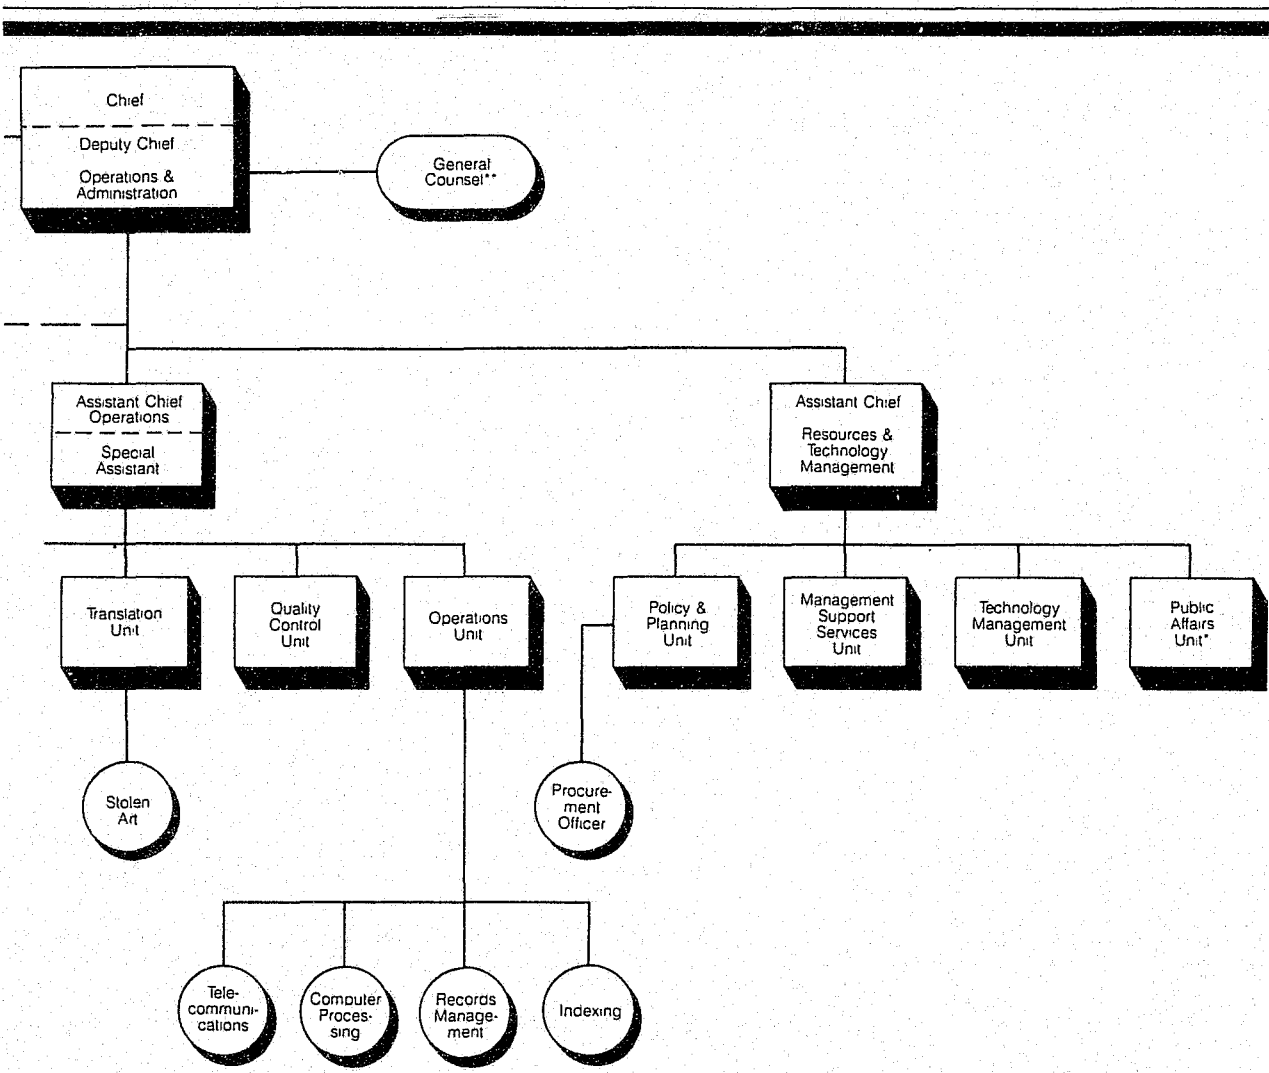 Chief
Deputy Chief
Operations &
Administration
General
Counsel**
Assistant Chief
Operations
Special
Assistant
Assistant Chief
Resources &
Technology
Management
Translation
Unit
Quality
Control
Unit
Operations
Unit
Policy &
Planning
Unit
Management
Support
Services
Unit
Technology
Management
Unit
Public
Affairs
Unit*
Stolen
Art
Procure-
ment
Officer
Tele-
communi-
cations
Computer
Proces-
sing
Records
Manage-
ment
Indexing